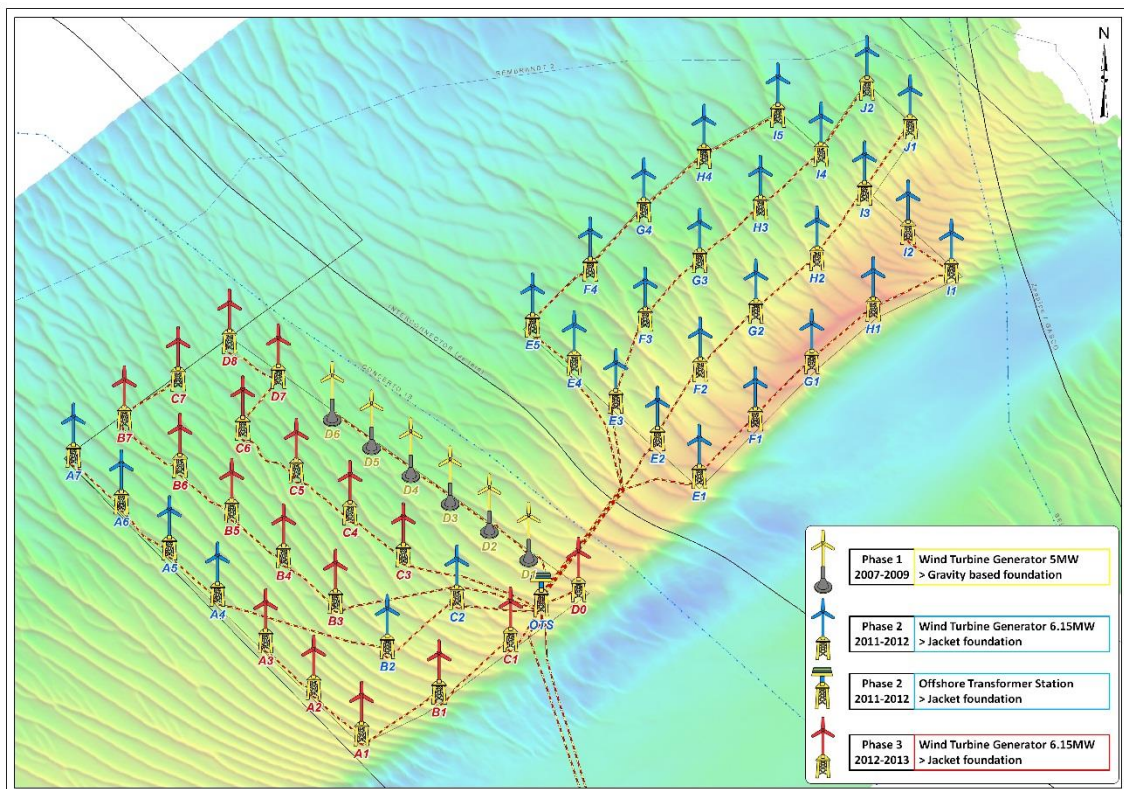 N
REMBRANDT 2
J2
I5
J1
H4
I4
G4
H3
I3
I2
F4
G3
H2
I1
E5
F3
G2
H1
INTERCONNECTOR
E4
F2
G1
D8
CONCERTO 1S
E3
C7
D7
F1
D6
E2
B7
C6
D5
A7
B6
C5
D4
E1
A6
B5
C4
D3
A5
B4
C3
D2
D1
A4
B3
C2
OTS
D0
A3
B2
C1
A2
B1
A1
Phase 1
2007-2009
Wind Turbine Generator 5MW
> Gravity based foundation
Phase 2
2011-2012
Wind Turbine Generator 6.15MW
> Jacket foundation
Phase 2
2011-2012
Offshore Transformer Station
> Jacket foundation
Phase 3
2012-2013
Wind Turbine Generator 6.15MW
> Jacket foundation